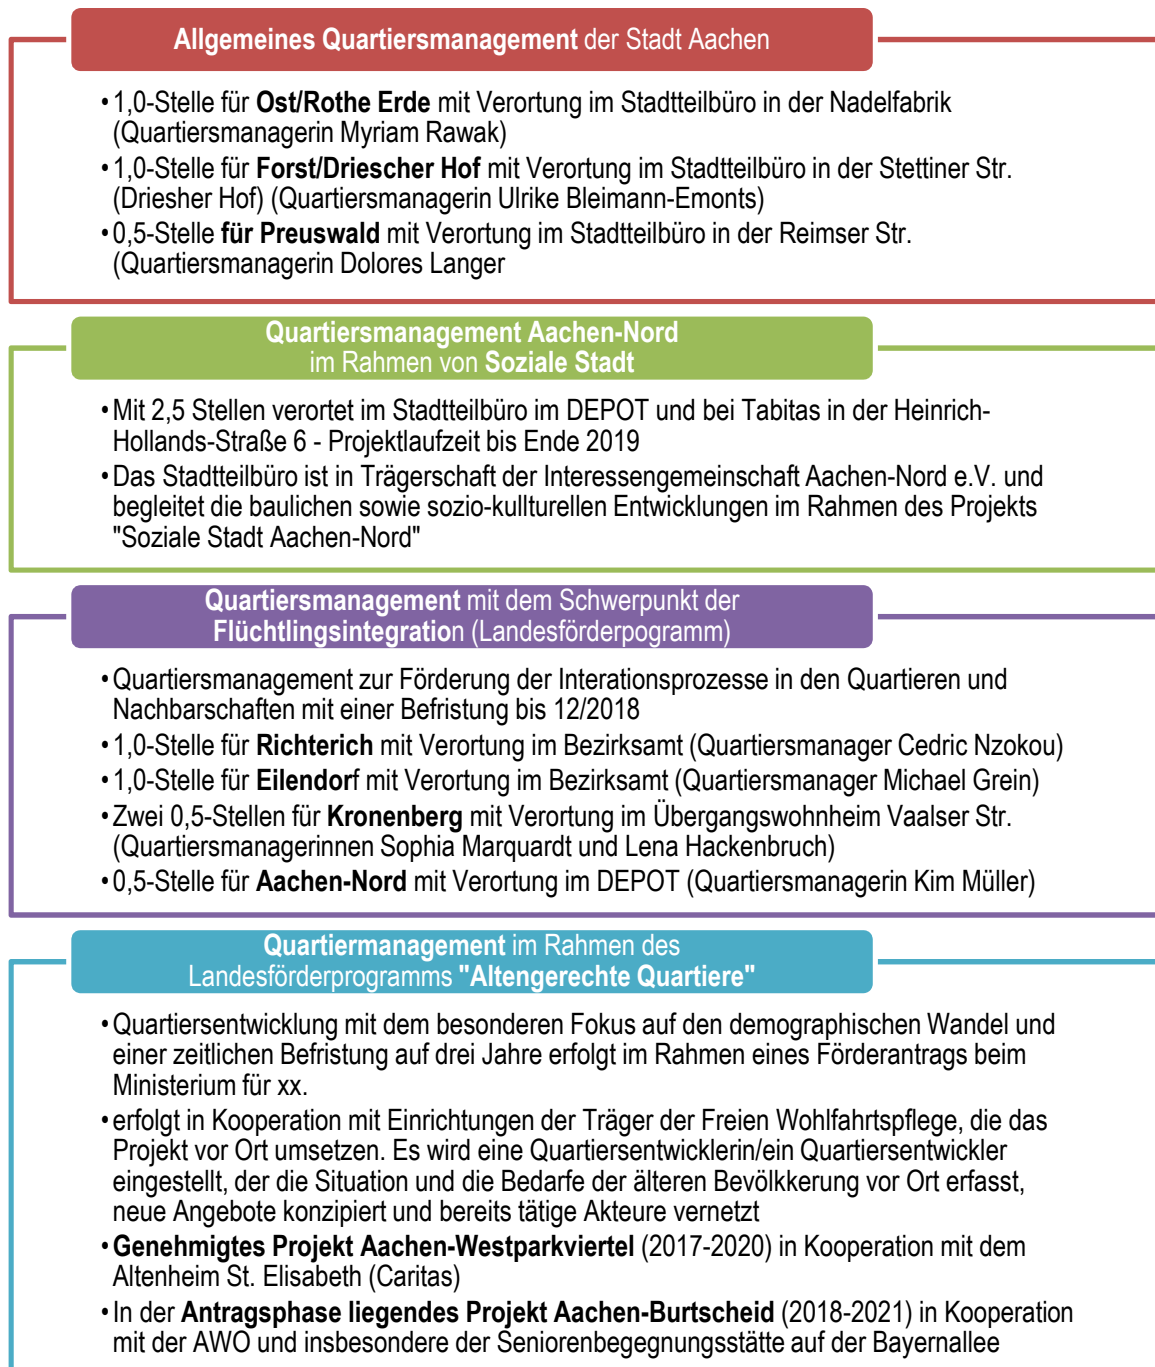 Allgemeines Quartiersmanagement der Stadt Aachen
•1,0-Stelle für Ost/Rothe Erde mit Verortung im Stadtteilbüro in der Nadelfabrik
(Quartiersmanagerin Myriam Rawak)
•1,0-Stelle für Forst/Driescher Hof mit Verortung im Stadtteilbüro in der Stettiner Str.
(Driesher Hof) (Quartiersmanagerin Ulrike Bleimann-Emonts)
•0,5-Stelle für Preuswald mit Verortung im Stadtteilbüro in der Reimser Str.
(Quartiersmanagerin Dolores Langer
Quartiersmanagement Aachen-Nord
im Rahmen von Soziale Stadt
•Mit 2,5 Stellen verortet im Stadtteilbüro im DEPOT und bei Tabitas in der Heinrich-
Hollands-Straße 6 - Projektlaufzeit bis Ende 2019
•Das Stadtteilbüro ist in Trägerschaft der Interessengemeinschaft Aachen-Nord e.V. und
begleitet die baulichen sowie sozio-kullturellen Entwicklungen im Rahmen des Projekts
"Soziale Stadt Aachen-Nord"
Quartiersmanagement mit dem Schwerpunkt der
Flüchtlingsintegration (Landesförderpogramm)
•Quartiersmanagement zur Förderung der Interationsprozesse in den Quartieren und
Nachbarschaften mit einer Befristung bis 12/2018
•1,0-Stelle für Richterich mit Verortung im Bezirksamt (Quartiersmanager Cedric Nzokou)
•1,0-Stelle für Eilendorf mit Verortung im Bezirksamt (Quartiersmanager Michael Grein)
•Zwei 0,5-Stellen für Kronenberg mit Verortung im Übergangswohnheim Vaalser Str.
(Quartiersmanagerinnen Sophia Marquardt und Lena Hackenbruch)
•0,5-Stelle für Aachen-Nord mit Verortung im DEPOT (Quartiersmanagerin Kim Müller)
Quartiermanagement im Rahmen des
Landesförderprogramms "Altengerechte Quartiere"
•Quartiersentwicklung mit dem besonderen Fokus auf den demographischen Wandel und
einer zeitlichen Befristung auf drei Jahre erfolgt im Rahmen eines Förderantrags beim
Ministerium für xx.
•erfolgt in Kooperation mit Einrichtungen der Träger der Freien Wohlfahrtspflege, die das
Projekt vor Ort umsetzen. Es wird eine Quartiersentwicklerin/ein Quartiersentwickler
eingestellt, der die Situation und die Bedarfe der älteren Bevölkkerung vor Ort erfasst,
neue Angebote konzipiert und bereits tätige Akteure vernetzt
•Genehmigtes Projekt Aachen-Westparkviertel (2017-2020) in Kooperation mit dem
Altenheim St. Elisabeth (Caritas)
•In der Antragsphase liegendes Projekt Aachen-Burtscheid (2018-2021) in Kooperation
mit der AWO und insbesondere der Seniorenbegegnungsstätte auf der Bayernallee